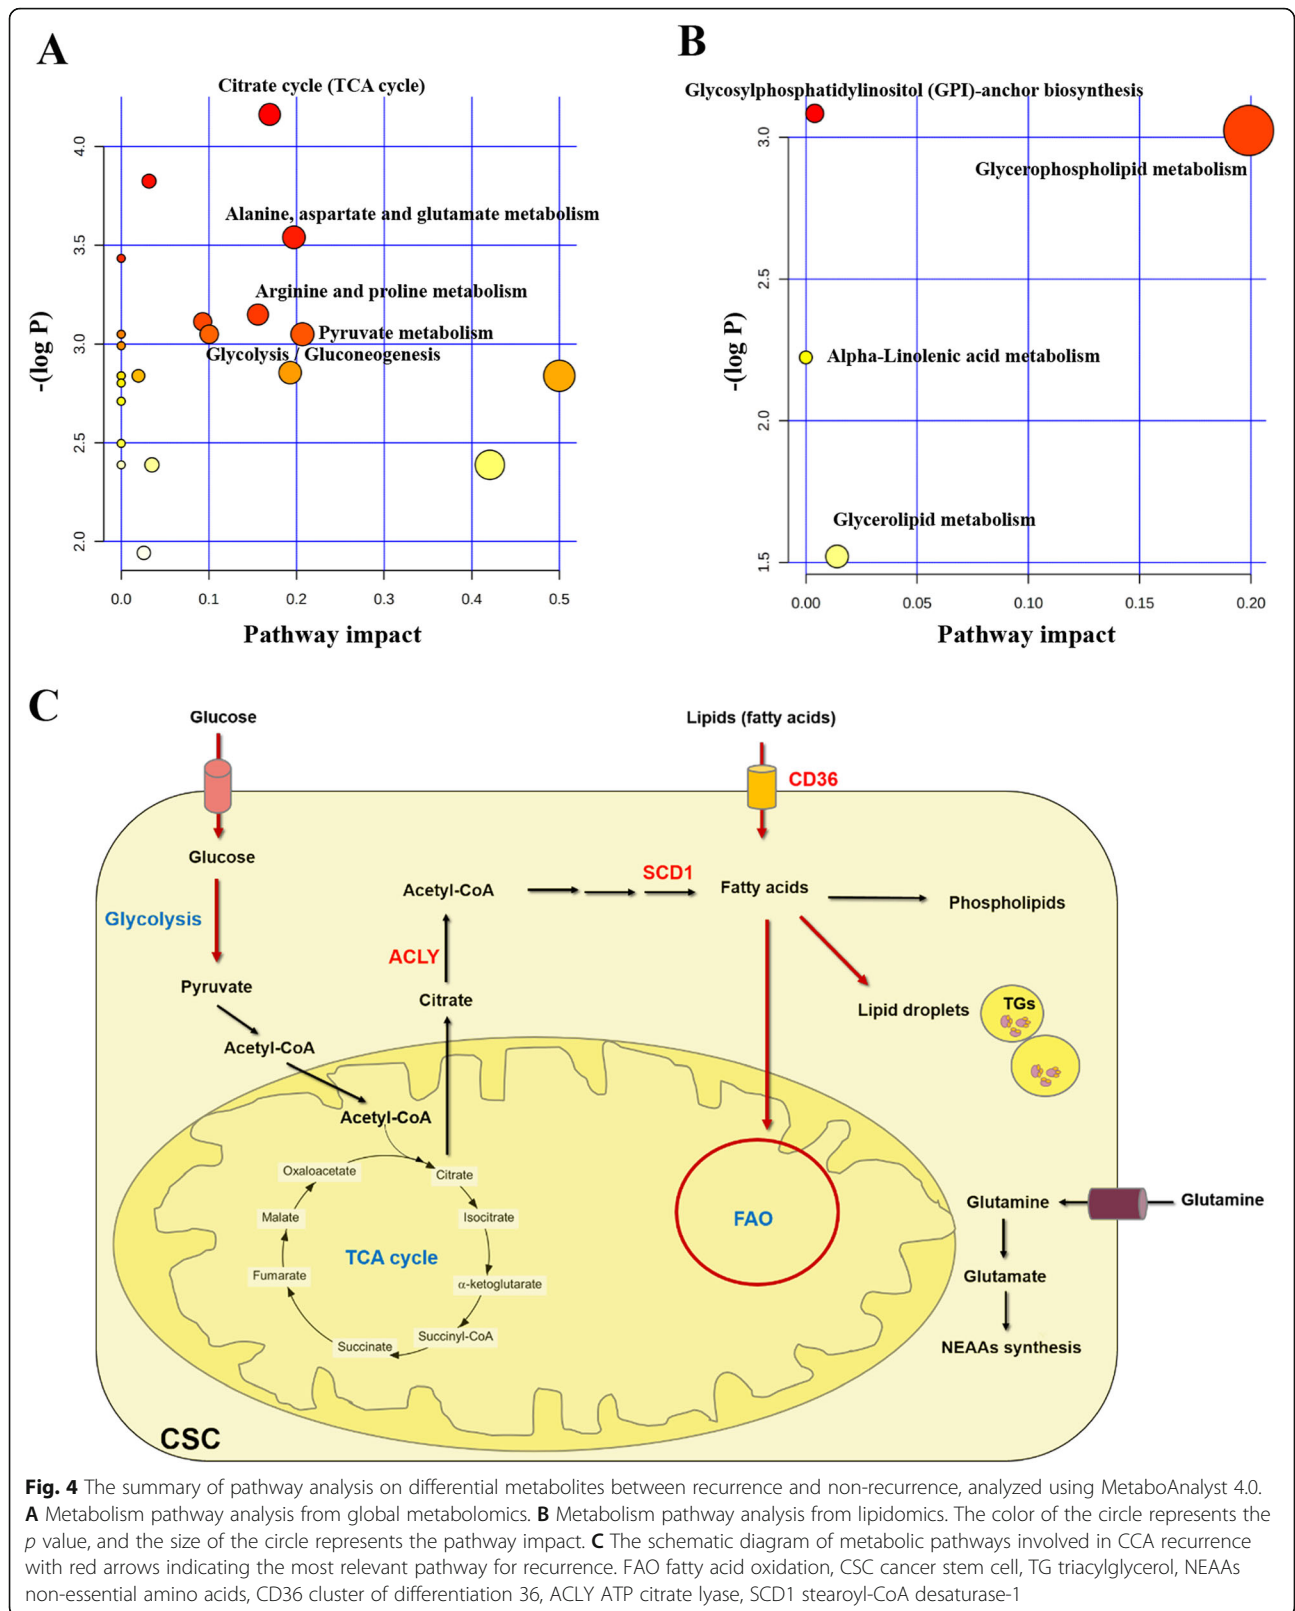 A
Citrate cycle (TCA cycle)
Alanine, aspartate and glutamate metabolism
Arginine and proline metabolism
Pyruvate metabolism
Glycolysis / Gluconeogenesis
-(log P)
4.0
3.5
3.0
2.5
2.0
0.0 0.1 0.2 0.3 0.4 0.5
Pathway impact
B
Glycosylphosphatidylinositol (GPI)-anchor biosynthesis
Glycerophospholipid metabolism
Alpha-Linolenic acid metabolism
Glycerolipid metabolism
-(log P)
3.0
2.5
2.0
1.5
0.00 0.05 0.10 0.15 0.20
Pathway impact
C
Glucose
Lipids (fatty acids)
CD36
Glucose
Glycolysis
Pyruvate
Acetyl-CoA
Acetyl-CoA
Acetyl-CoA
ACLY
Citrate
SCD1
Fatty acids
Phospholipids
Lipid droplets
TGs
Oxaloacetate
Citrate
Malate
Isocitrate
TCA cycle
Fumarate
α-ketoglutarate
Succinate
Succinyl-CoA
FAO
Glutamine
Glutamine
Glutamate
NEAAs synthesis
CSC
Fig. 4 The summary of pathway analysis on differential metabolites between recurrence and non-recurrence, analyzed using MetaboAnalyst 4.0.
A Metabolism pathway analysis from global metabolomics. B Metabolism pathway analysis from lipidomics. The color of the circle represents the
p value, and the size of the circle represents the pathway impact. C The schematic diagram of metabolic pathways involved in CCA recurrence
with red arrows indicating the most relevant pathway for recurrence. FAO fatty acid oxidation, CSC cancer stem cell, TG triacylglycerol, NEAAs
non-essential amino acids, CD36 cluster of differentiation 36, ACLY ATP citrate lyase, SCD1 stearoyl-CoA desaturase-1